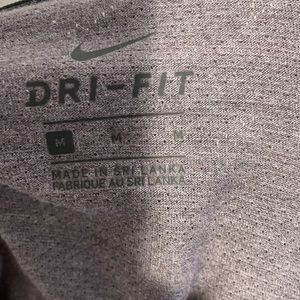 DRI-FIT
M M M
MADE IN SRI LANKA
FABRIQUE AU SRI LANKA